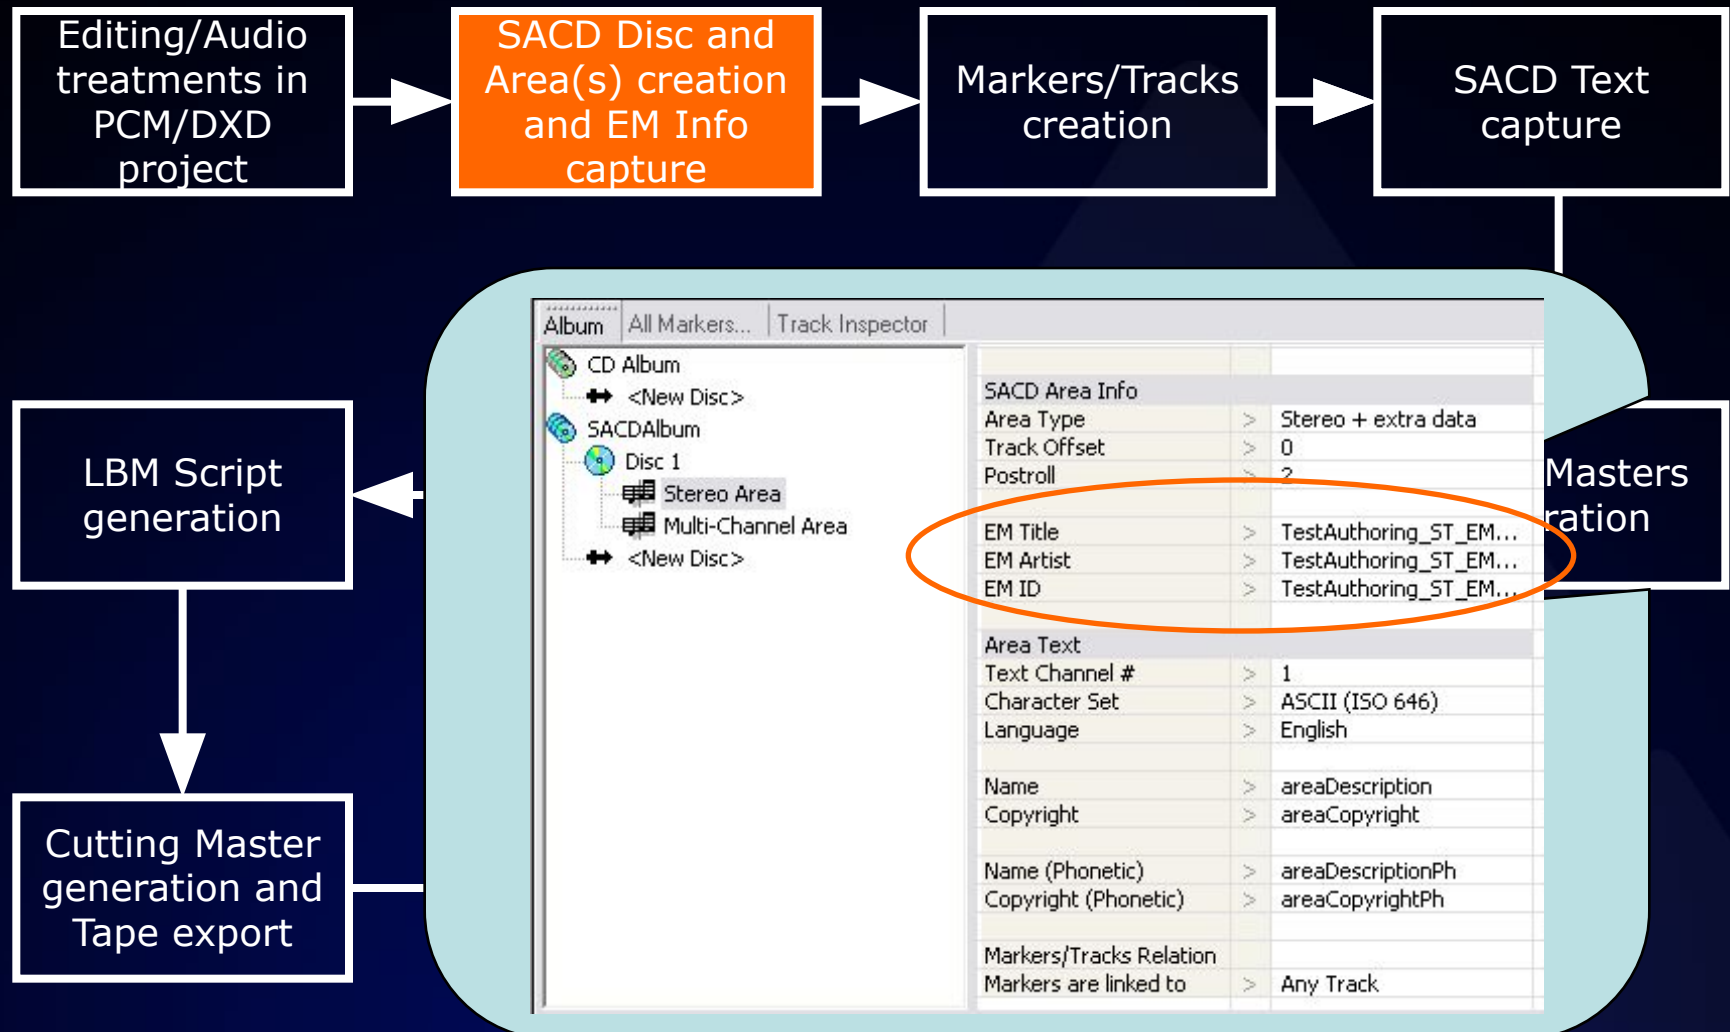 Editing/Audio
treatments in
PCM/DXD
project
SACD Disc and
Area(s) creation
and EM Info
capture
Markers/Tracks
creation
SACD Text
capture
Album All Markers... Track Inspector
CD Album
<New Disc>
SACDAlbum
Disc 1
Stereo Area
Multi-Channel Area
<New Disc>
SACD Area Info
Area Type > Stereo + extra data
Track Offset > 0
Postroll > 2
EM Title > TestAuthoring_ST_EM...
EM Artist > TestAuthoring_ST_EM...
EM ID > TestAuthoring_ST_EM...
Area Text
Text Channel # > 1
Character Set > ASCII (ISO 646)
Language > English
Name > areaDescription
Copyright > areaCopyright
Name (Phonetic) > areaDescriptionPh
Copyright (Phonetic) > areaCopyrightPh
Markers/Tracks Relation
Markers are linked to > Any Track
Masters
ration
LBM Script
generation
Cutting Master
generation and
Tape export